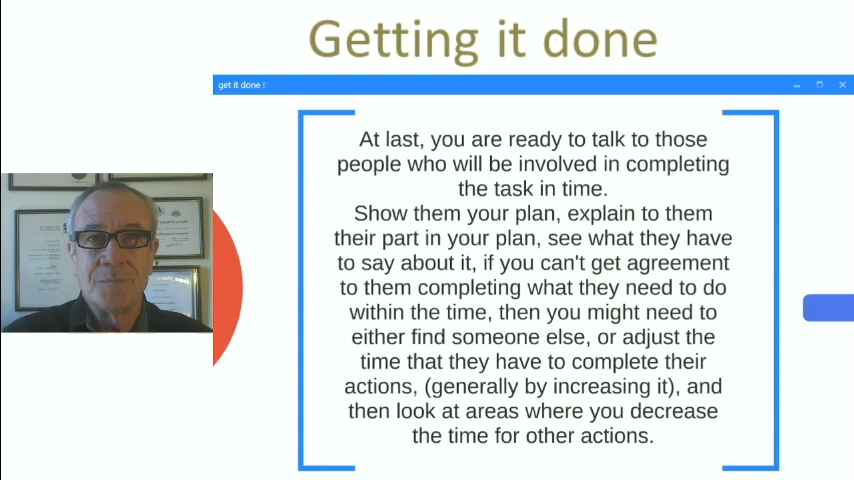 Getting it done
get it done !
At last, you are ready to talk to those
people who will be involved in completing
the task in time.
Show them your plan, explain to them
their part in your plan, see what they have
to say about it, if you can't get agreement
to them completing what they need to do
within the time, then you might need to
either find someone else, or adjust the
time that they have to complete their
actions, (generally by increasing it), and
then look at areas where you decrease
the time for other actions.